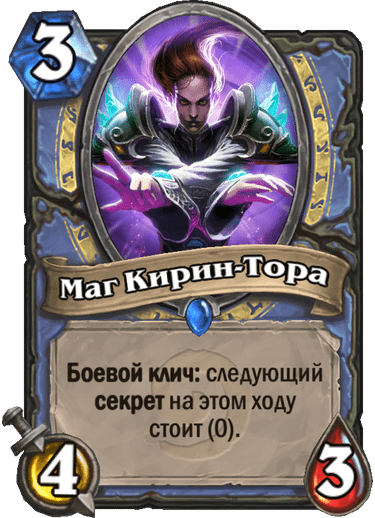 3
Маг Кирин-Тора
Боевой клич: следующий
секрет на этом ходу
стоит (0).
4
3